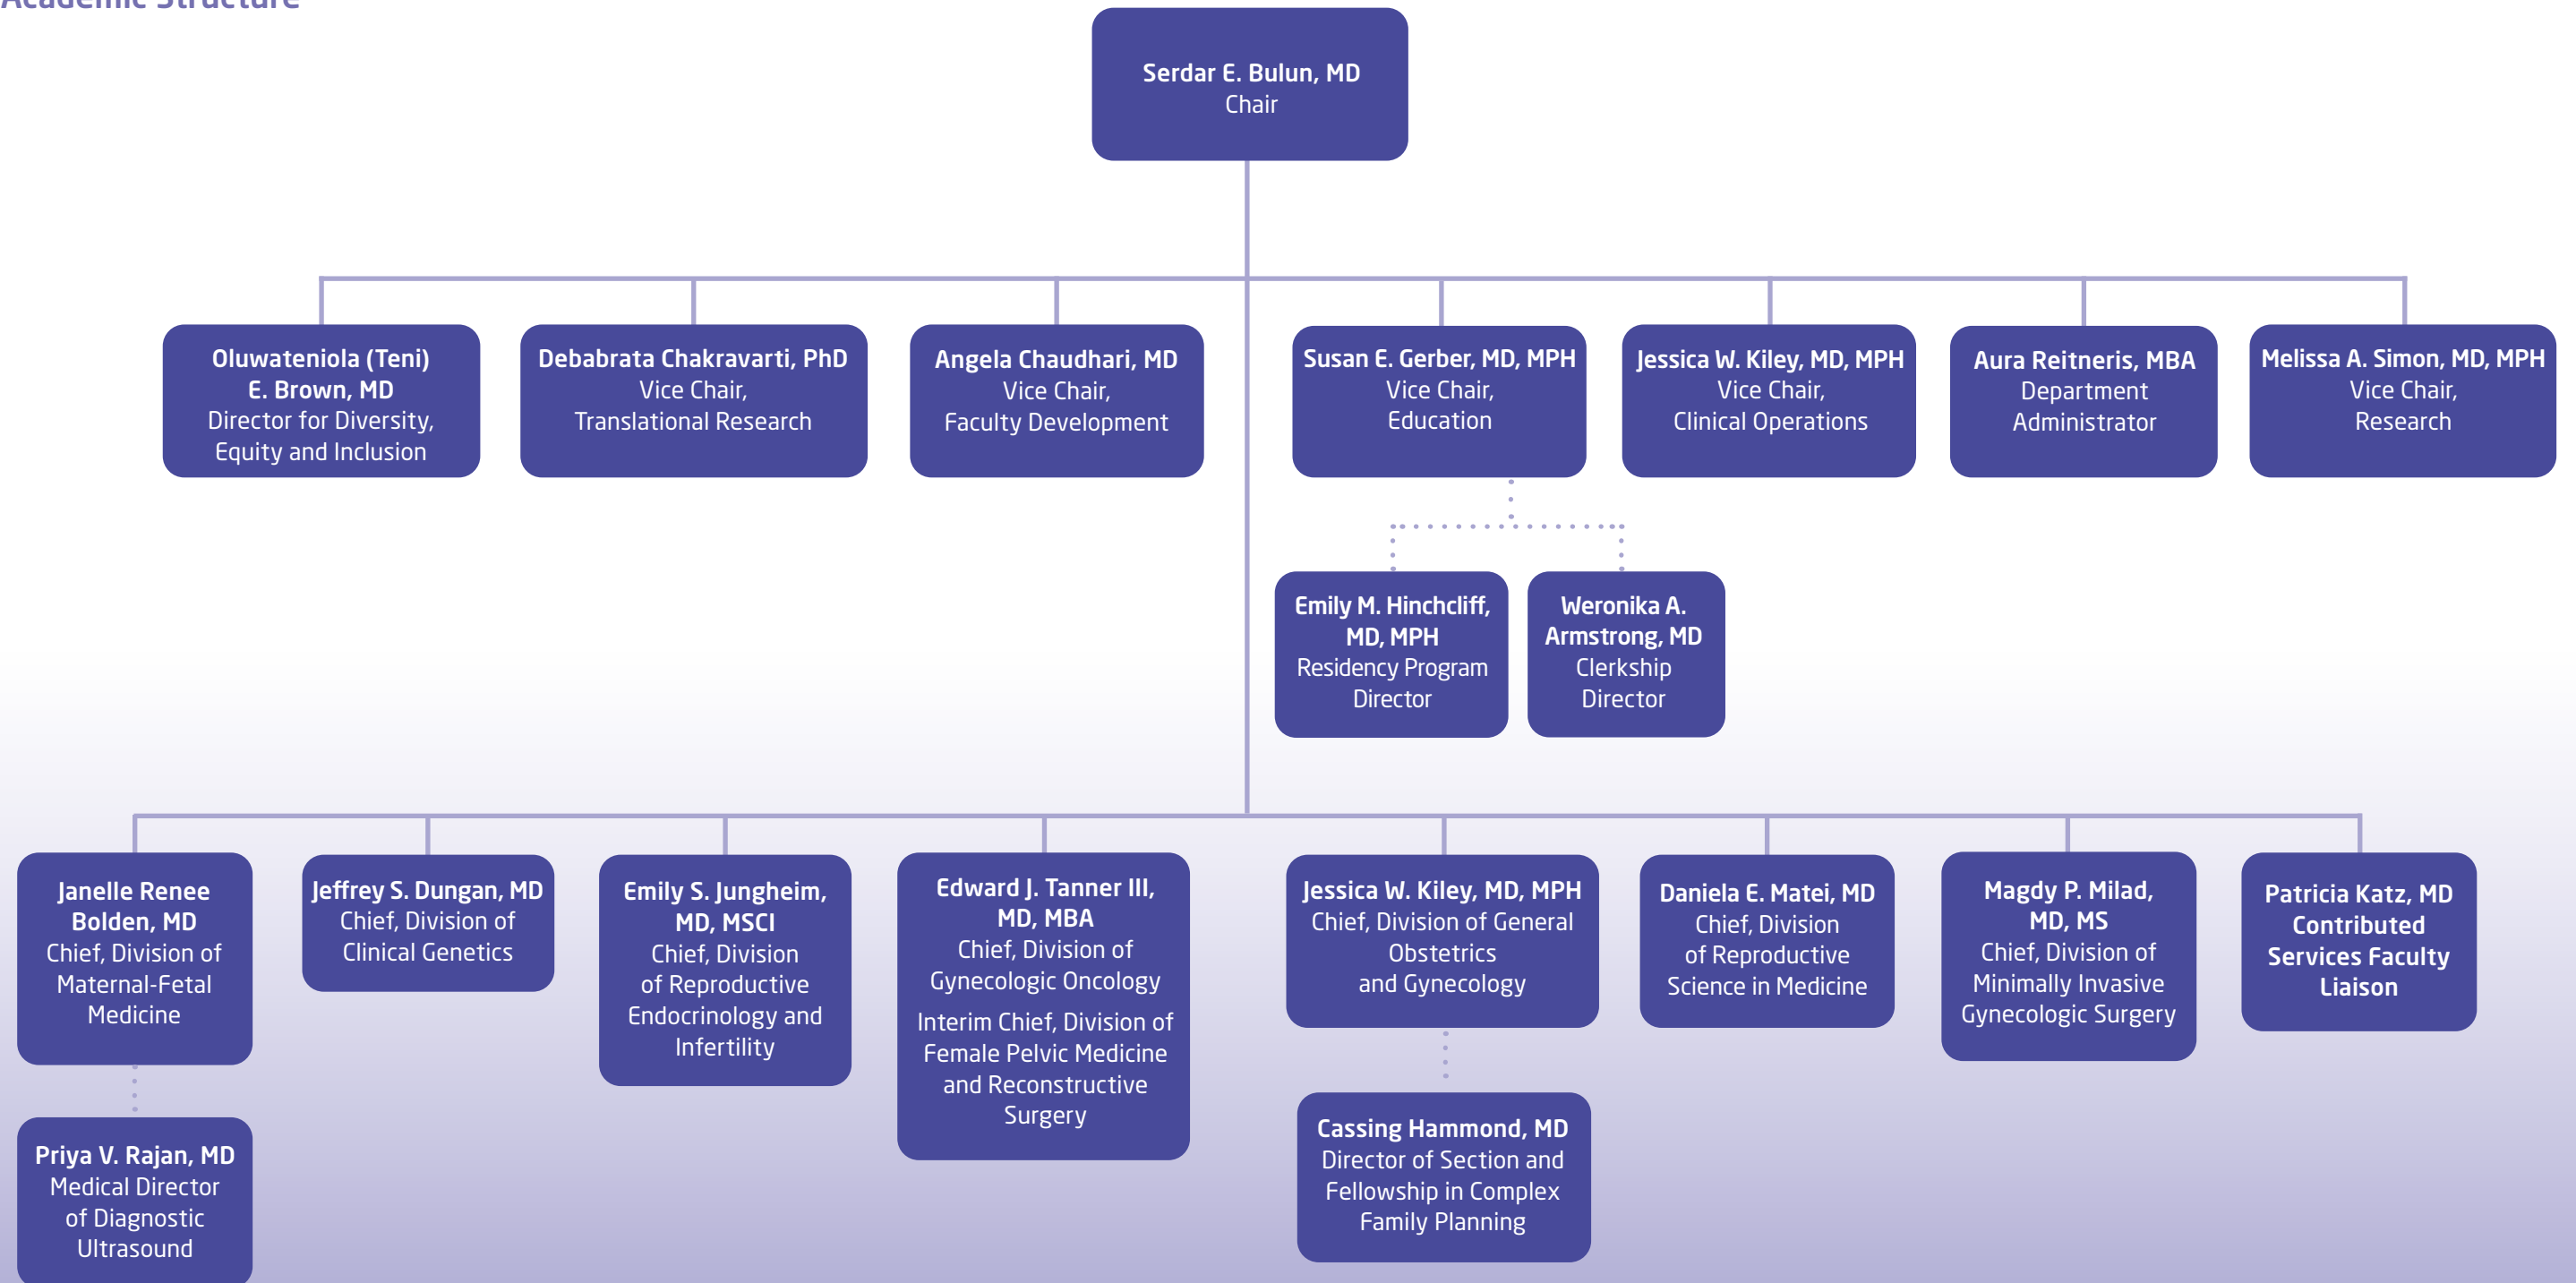 Academic Structure
Serdar E. Bulun, MD
Chair
Oluwateniola (Teni)
E. Brown, MD
Director for Diversity,
Equity and Inclusion
Debabrata Chakravarti, PhD
Vice Chair,
Translational Research
Angela Chaudhari, MD
Vice Chair,
Faculty Development
Susan E. Gerber, MD, MPH
Vice Chair,
Education
Jessica W. Kiley, MD, MPH
Vice Chair,
Clinical Operations
Aura Reitneris, MBA
Department
Administrator
Melissa A. Simon, MD, MPH
Vice Chair,
Research
Emily M. Hinchcliff,
MD, MPH
Residency Program
Director
Weronika A.
Armstrong, MD
Clerkship
Director
Janelle Renee
Bolden, MD
Chief, Division of
Maternal-Fetal
Medicine
Jeffrey S. Dungan, MD
Chief, Division of
Clinical Genetics
Emily S. Jungheim,
MD, MSCI
Chief, Division
of Reproductive
Endocrinology and
Infertility
Edward J. Tanner III,
MD, MBA
Chief, Division of
Gynecologic Oncology
Interim Chief, Division of
Female Pelvic Medicine
and Reconstructive
Surgery
Jessica W. Kiley, MD, MPH
Chief, Division of General
Obstetrics
and Gynecology
Daniela E. Matei, MD
Chief, Division
of Reproductive
Science in Medicine
Magdy P. Milad,
MD, MS
Chief, Division of
Minimally Invasive
Gynecologic Surgery
Patricia Katz, MD
Contributed
Services Faculty
Liaison
Priya V. Rajan, MD
Medical Director
of Diagnostic
Ultrasound
Cassing Hammond, MD
Director of Section and
Fellowship in Complex
Family Planning